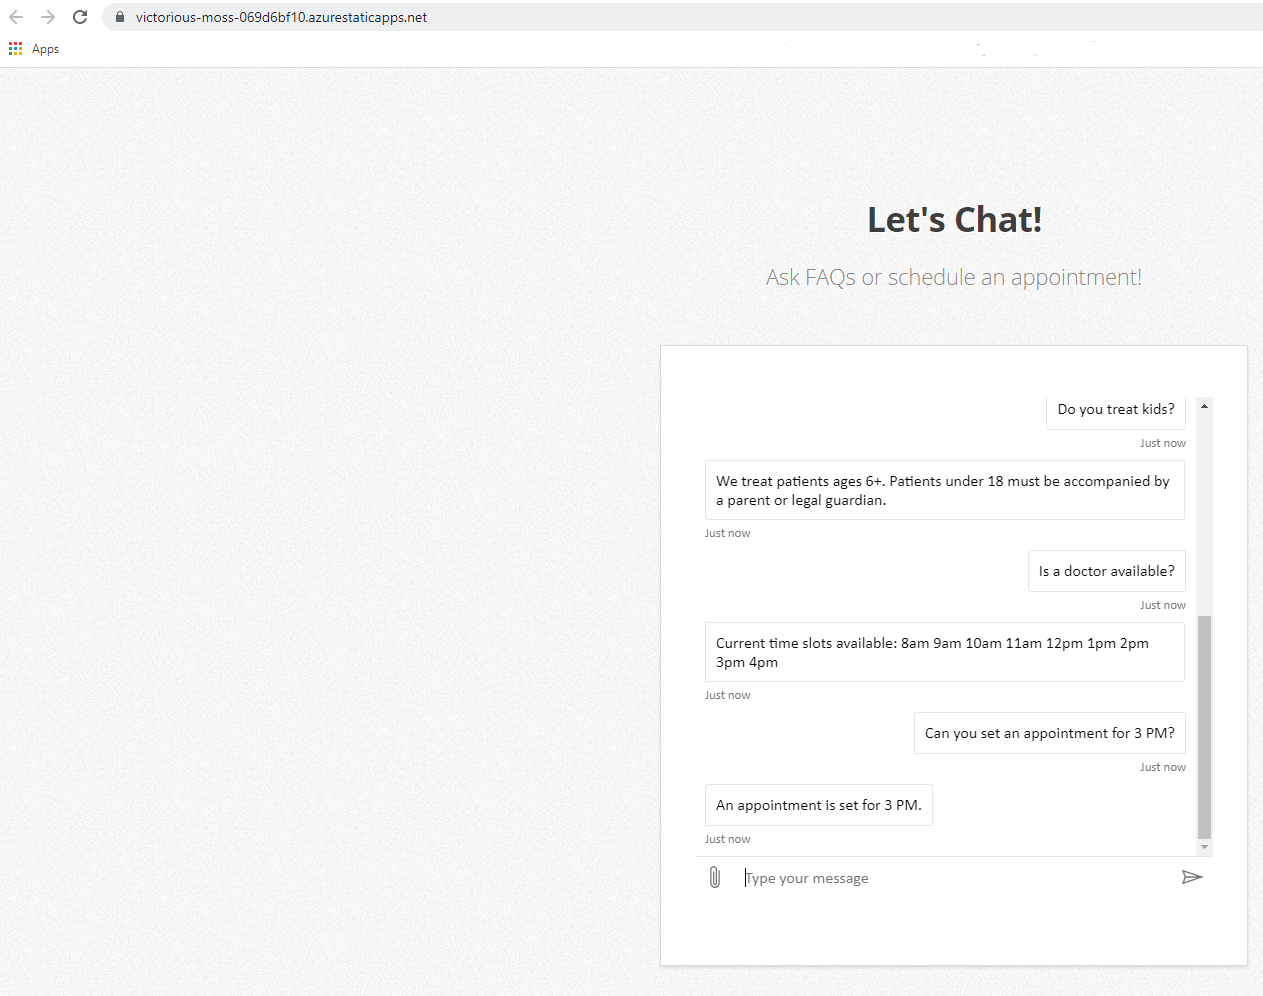 victorious-moss-069d6bf10.azurestaticapps.net
Apps
Let's Chat!
Ask FAQs or schedule an appointment!
Do you treat kids?
Just now
We treat patients ages 6+. Patients under 18 must be accompanied by
a parent or legal guardian.
Just now
Is a doctor available?
Just now
Current time slots available: 8am 9am 10am 11am 12pm 1pm 2pm
3pm 4pm
Just now
Can you set an appointment for 3 PM?
Just now
An appointment is set for 3 PM.
Just now
Type your message